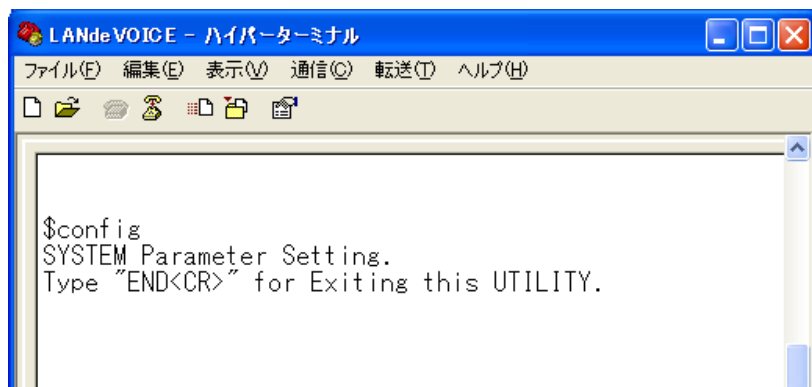 LANdeVOICE - ハイパーターミナル
ファイル(F) 編集(E) 表示(V) 通信(C) 転送(T) ヘルプ(H)
$config
SYSTEM Parameter Setting.
Type "END<CR>" for Exiting this UTILITY.